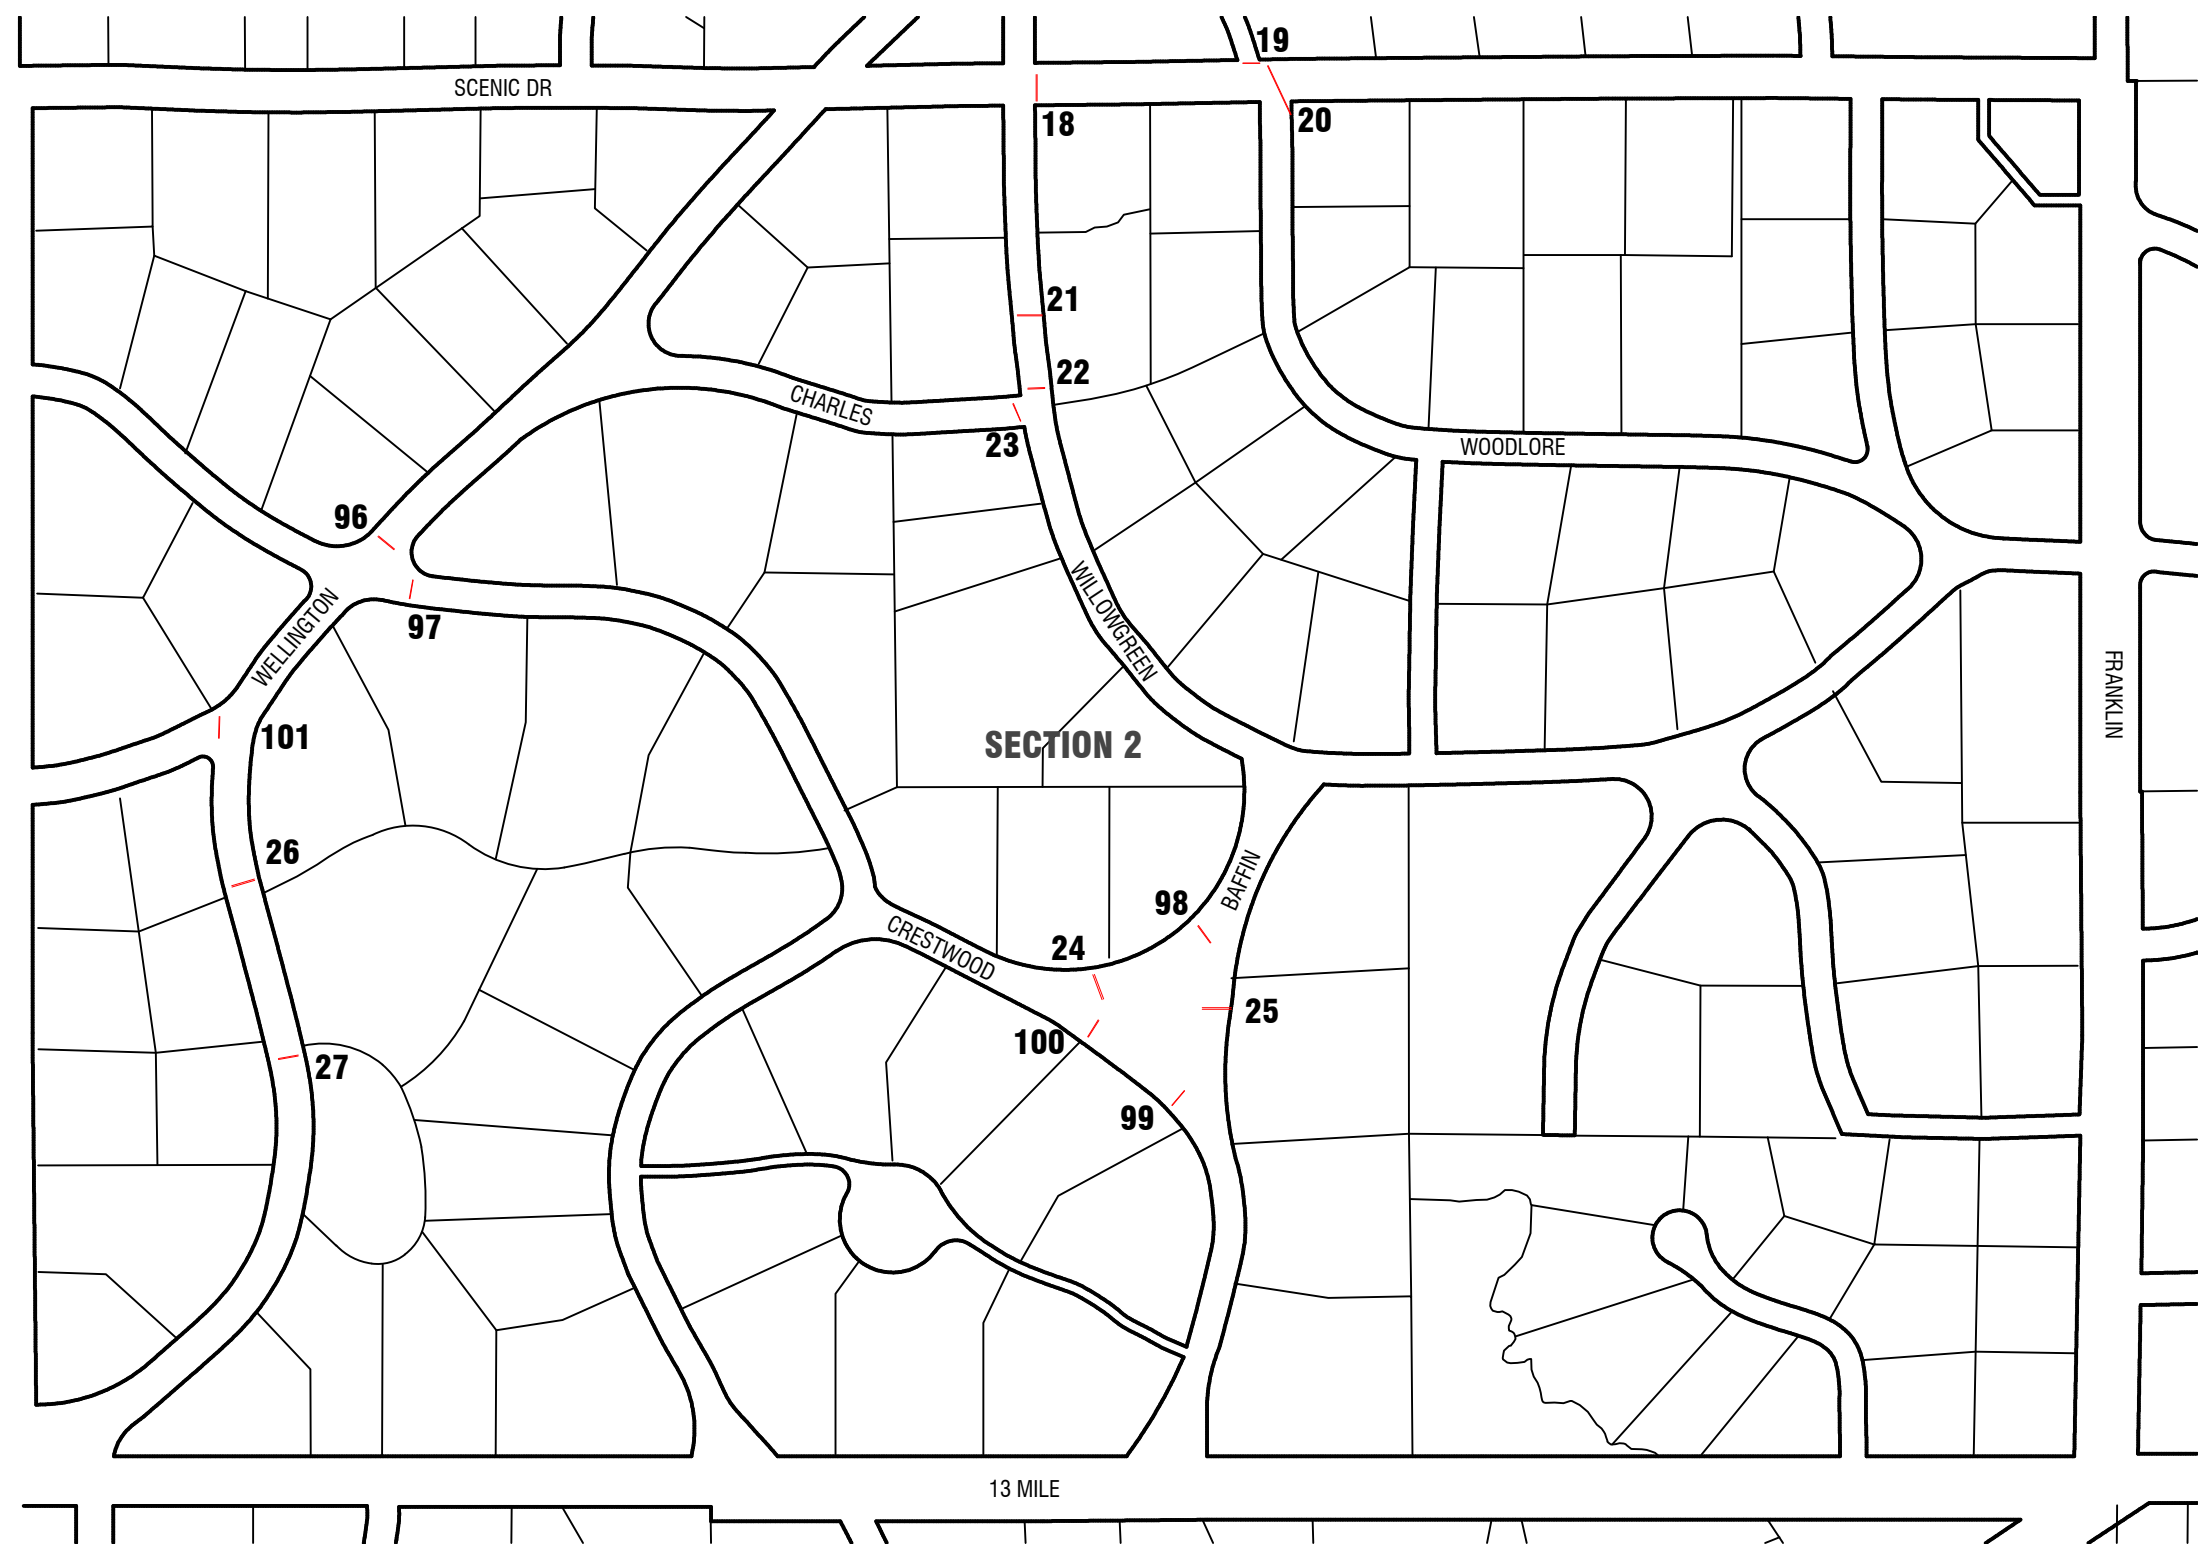 19
SCENIC DR
18
20
21
22
CHARLES
23
WOODLORE
96
WILLOWGREEN
WELLINGTON
97
FRANKLIN
101
SECTION 2
26
BAFFIN
98
24
CRESTWOOD
25
100
27
99
13 MILE